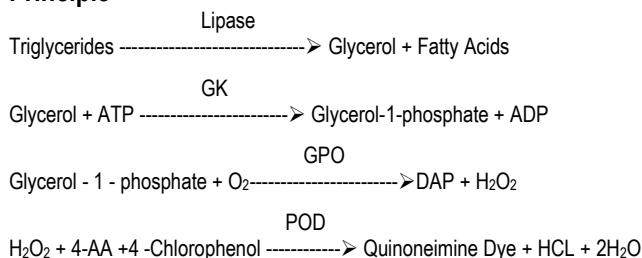 Lipase
Triglycerides ------------------------------➢ Glycerol + Fatty Acids
GK
Glycerol + ATP ------------------------➢ Glycerol-1-phosphate + ADP
GPO
Glycerol - 1 - phosphate + O₂------------------------➢DAP + H₂O₂
POD
H₂O₂ + 4-AA +4 -Chlorophenol ------------➢ Quinoneimine Dye + HCL + 2H₂O